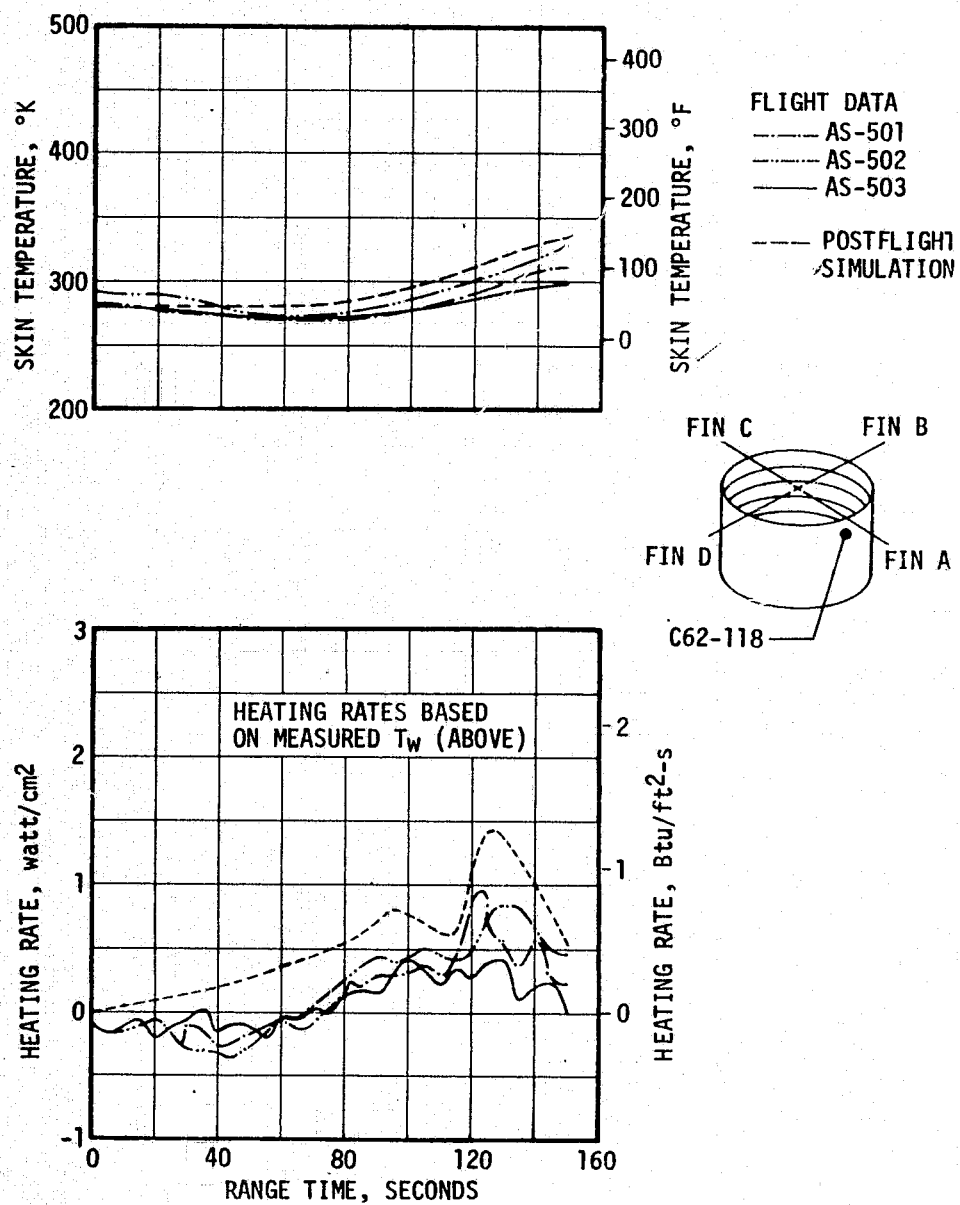 500
400
300
200
SKIN TEMPERATURE, °K
400
300
200
100
0
SKIN TEMPERATURE, °F
FLIGHT DATA
AS-501
AS-502
AS-503
POSTFLIGHT
SIMULATION
FIN C
FIN B
FIN D
FIN A
C62-118
3
2
1
0
-1
HEATING RATE, watt/cm2
HEATING RATES BASED
ON MEASURED TW (ABOVE)
2
1
0
HEATING RATE, Btu/ft2-s
0 40 80 120 160
RANGE TIME, SECONDS